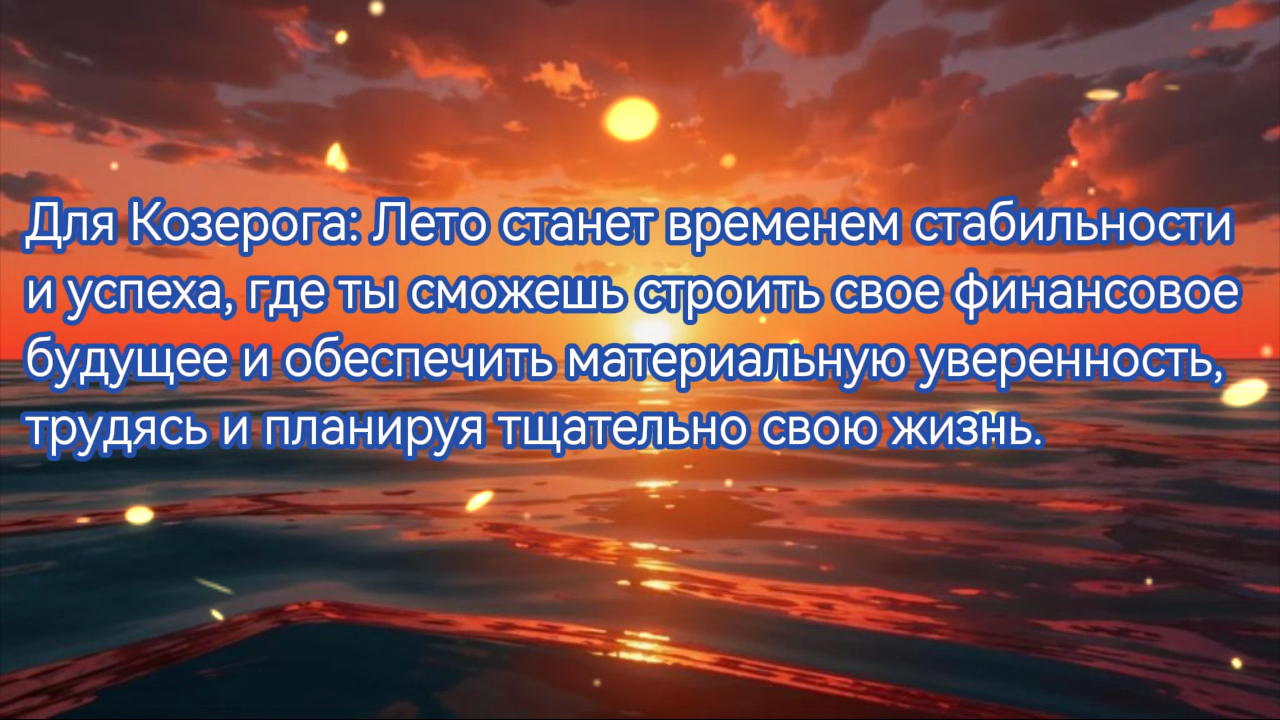 Для Козерога: Лето станет временем стабильности
и успеха, где ты сможешь строить свое финансовое
будущее и обеспечить материальную уверенность,
трудясь и планируя тщательно свою жизнь.